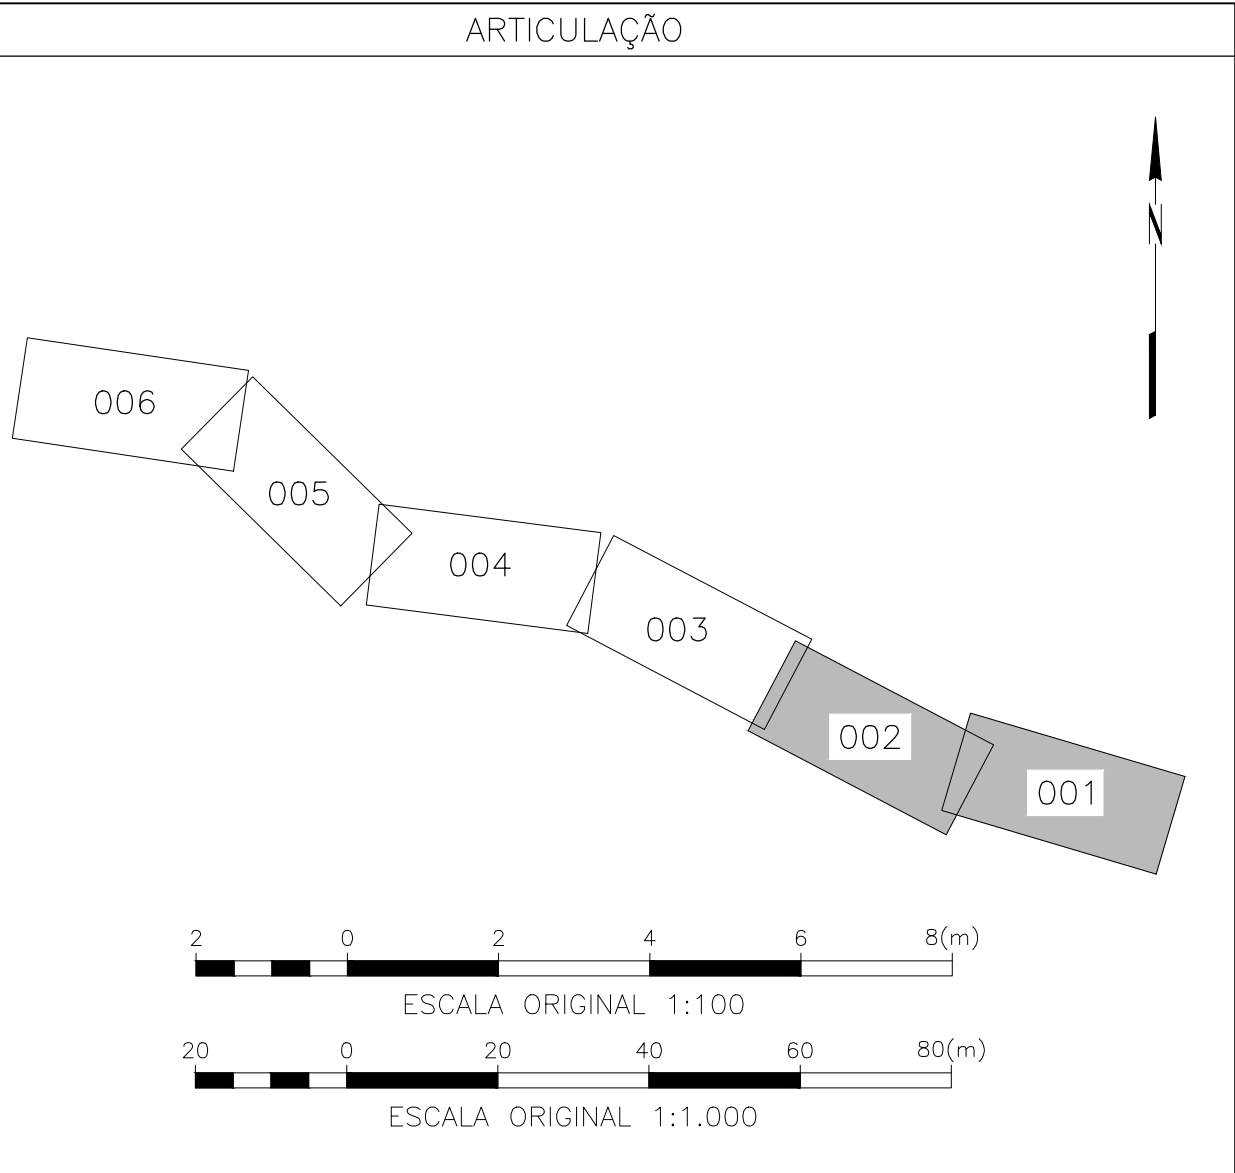 ARTICULAÇÃO
N
006
005
004
003
002
001
2 0 2 4 6 8(m)
ESCALA ORIGINAL 1:100
20 0 20 40 60 80(m)
ESCALA ORIGINAL 1:1.000